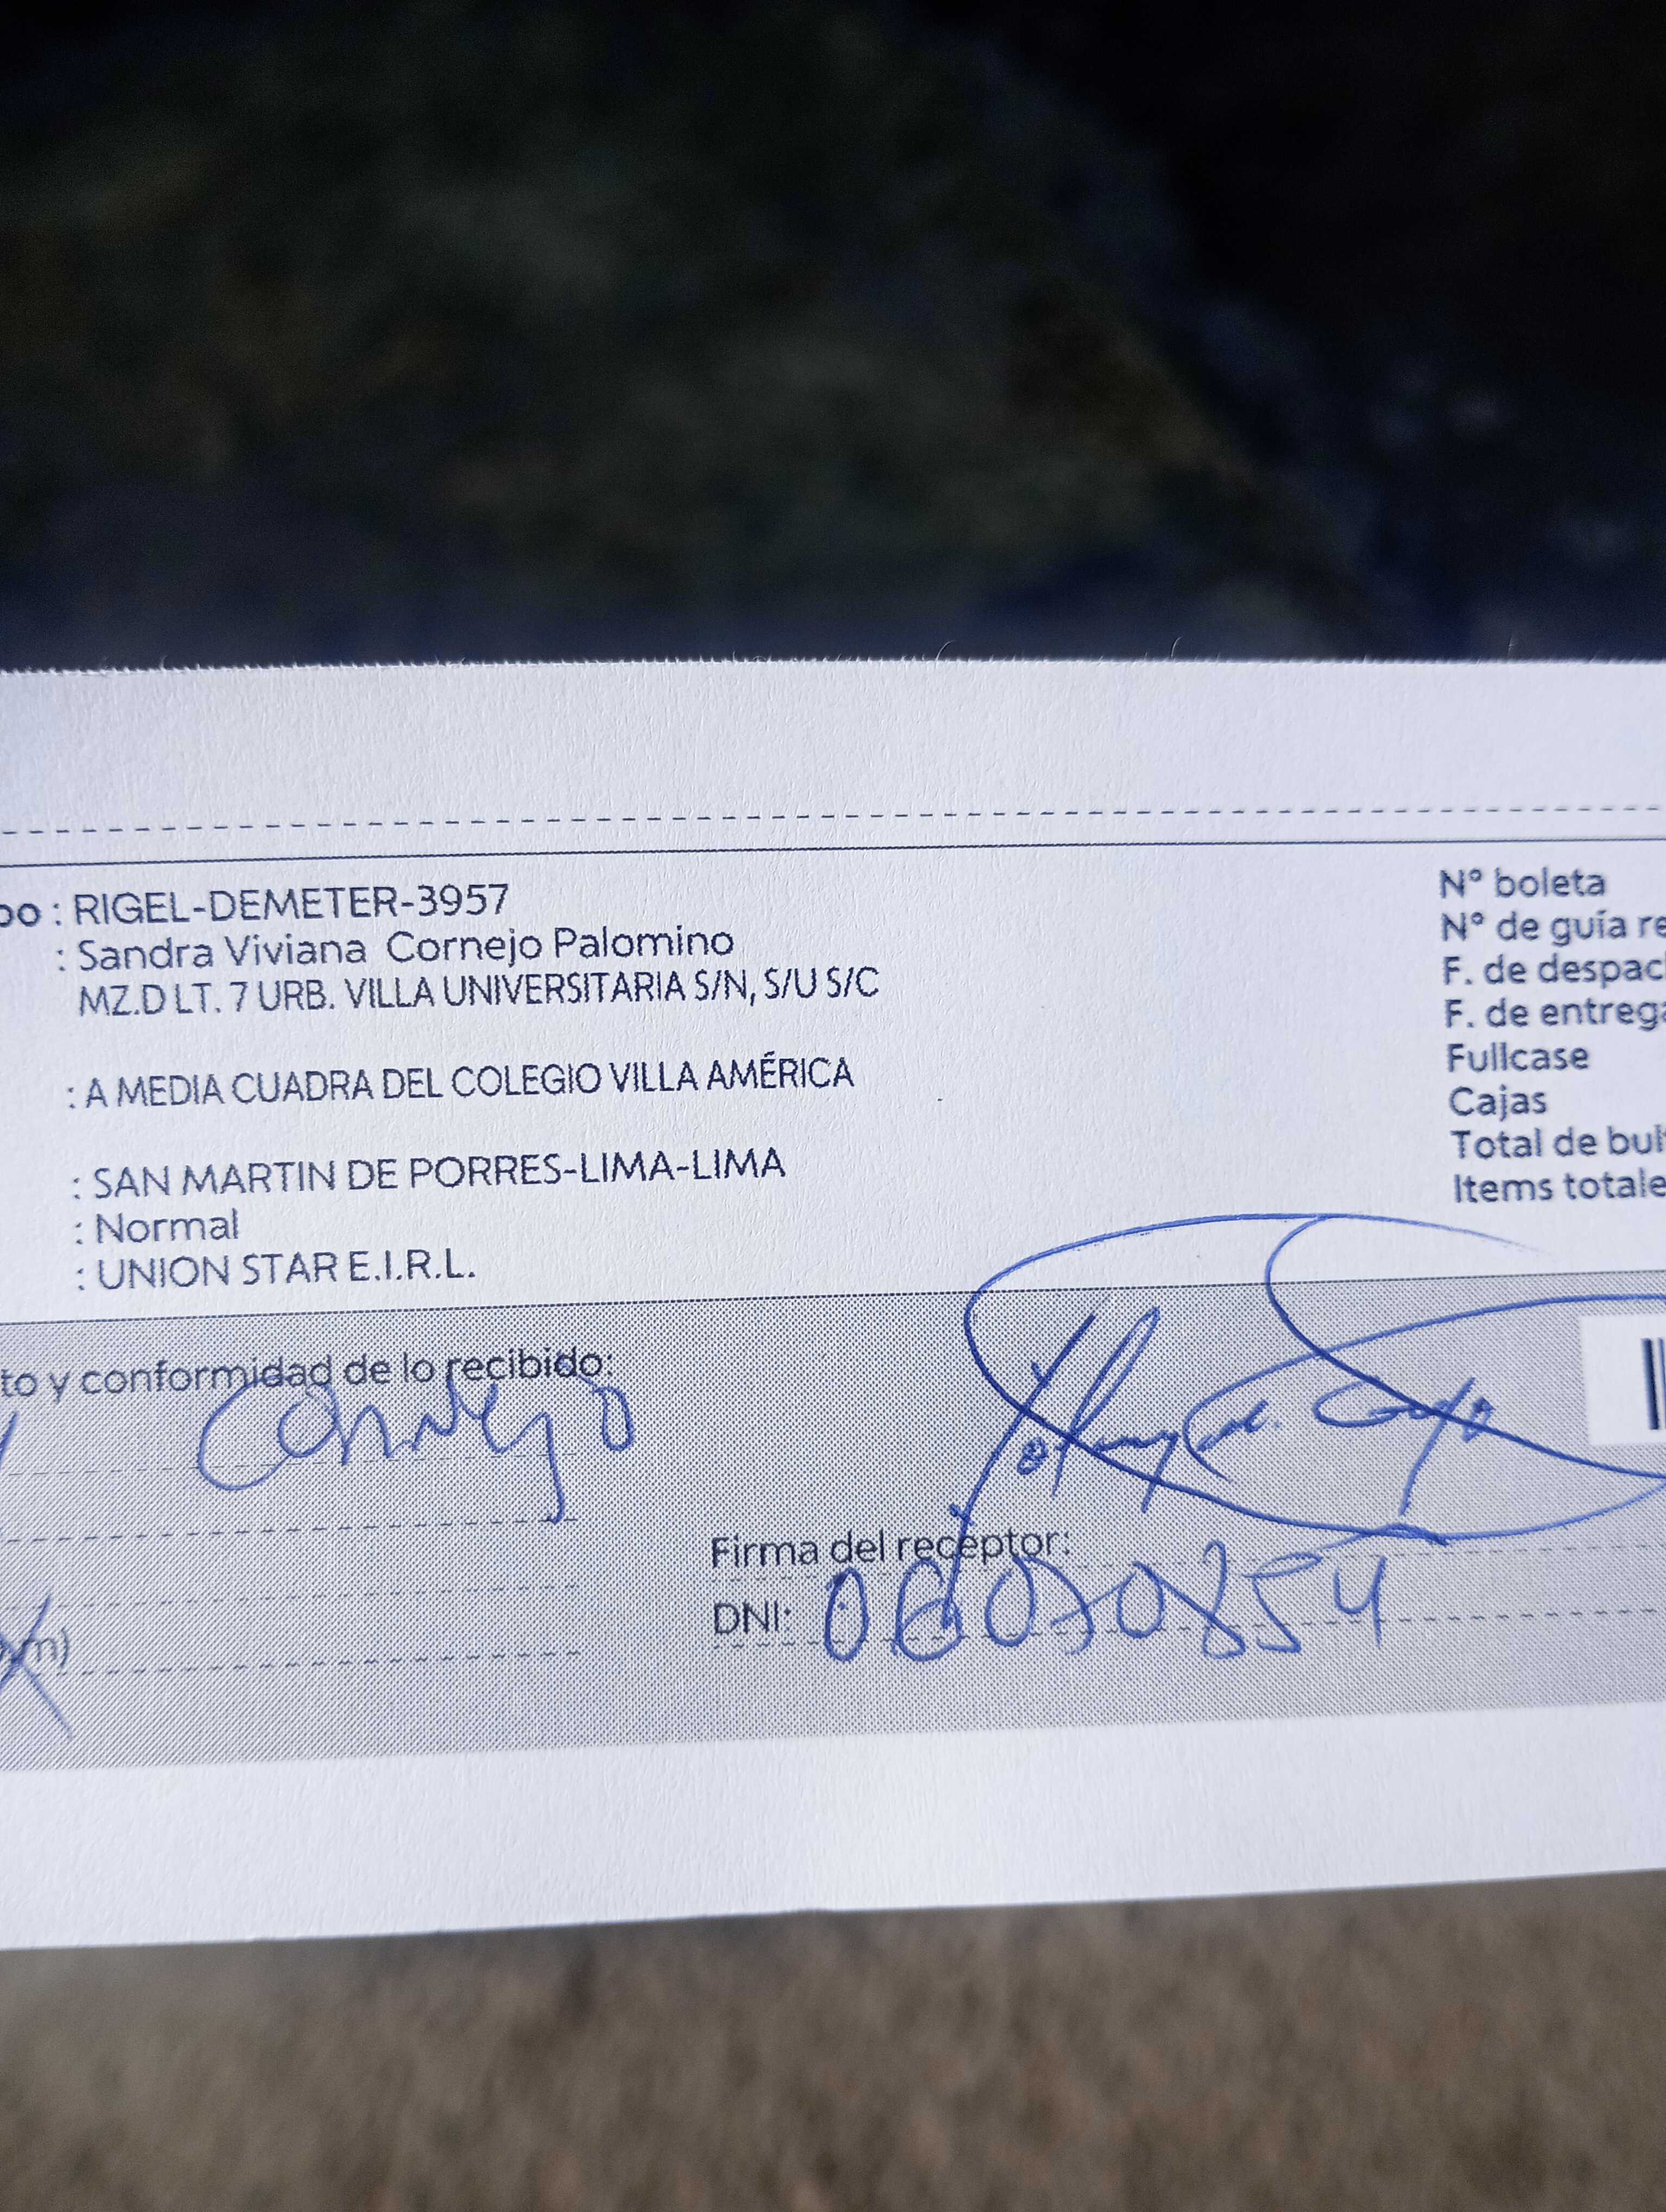 po : RIGEL-DEMETER-3957
: Sandra Viviana Cornejo Palomino
MZ.D LT. 7 URB. VILLA UNIVERSITARIA S/N, S/U S/C
: A MEDIA CUADRA DEL COLEGIO VILLA AMÉRICA
: SAN MARTIN DE PORRES-LIMA-LIMA
: Normal
: UNION STAR E.I.R.L.
N° boleta
N° de guía re
F. de despac
F. de entrega
Fullcase
Cajas
Total de bul
Items totale
to y conformidad de lo recibido:
Cornejo
Firma del receptor:
DNI: 06070854